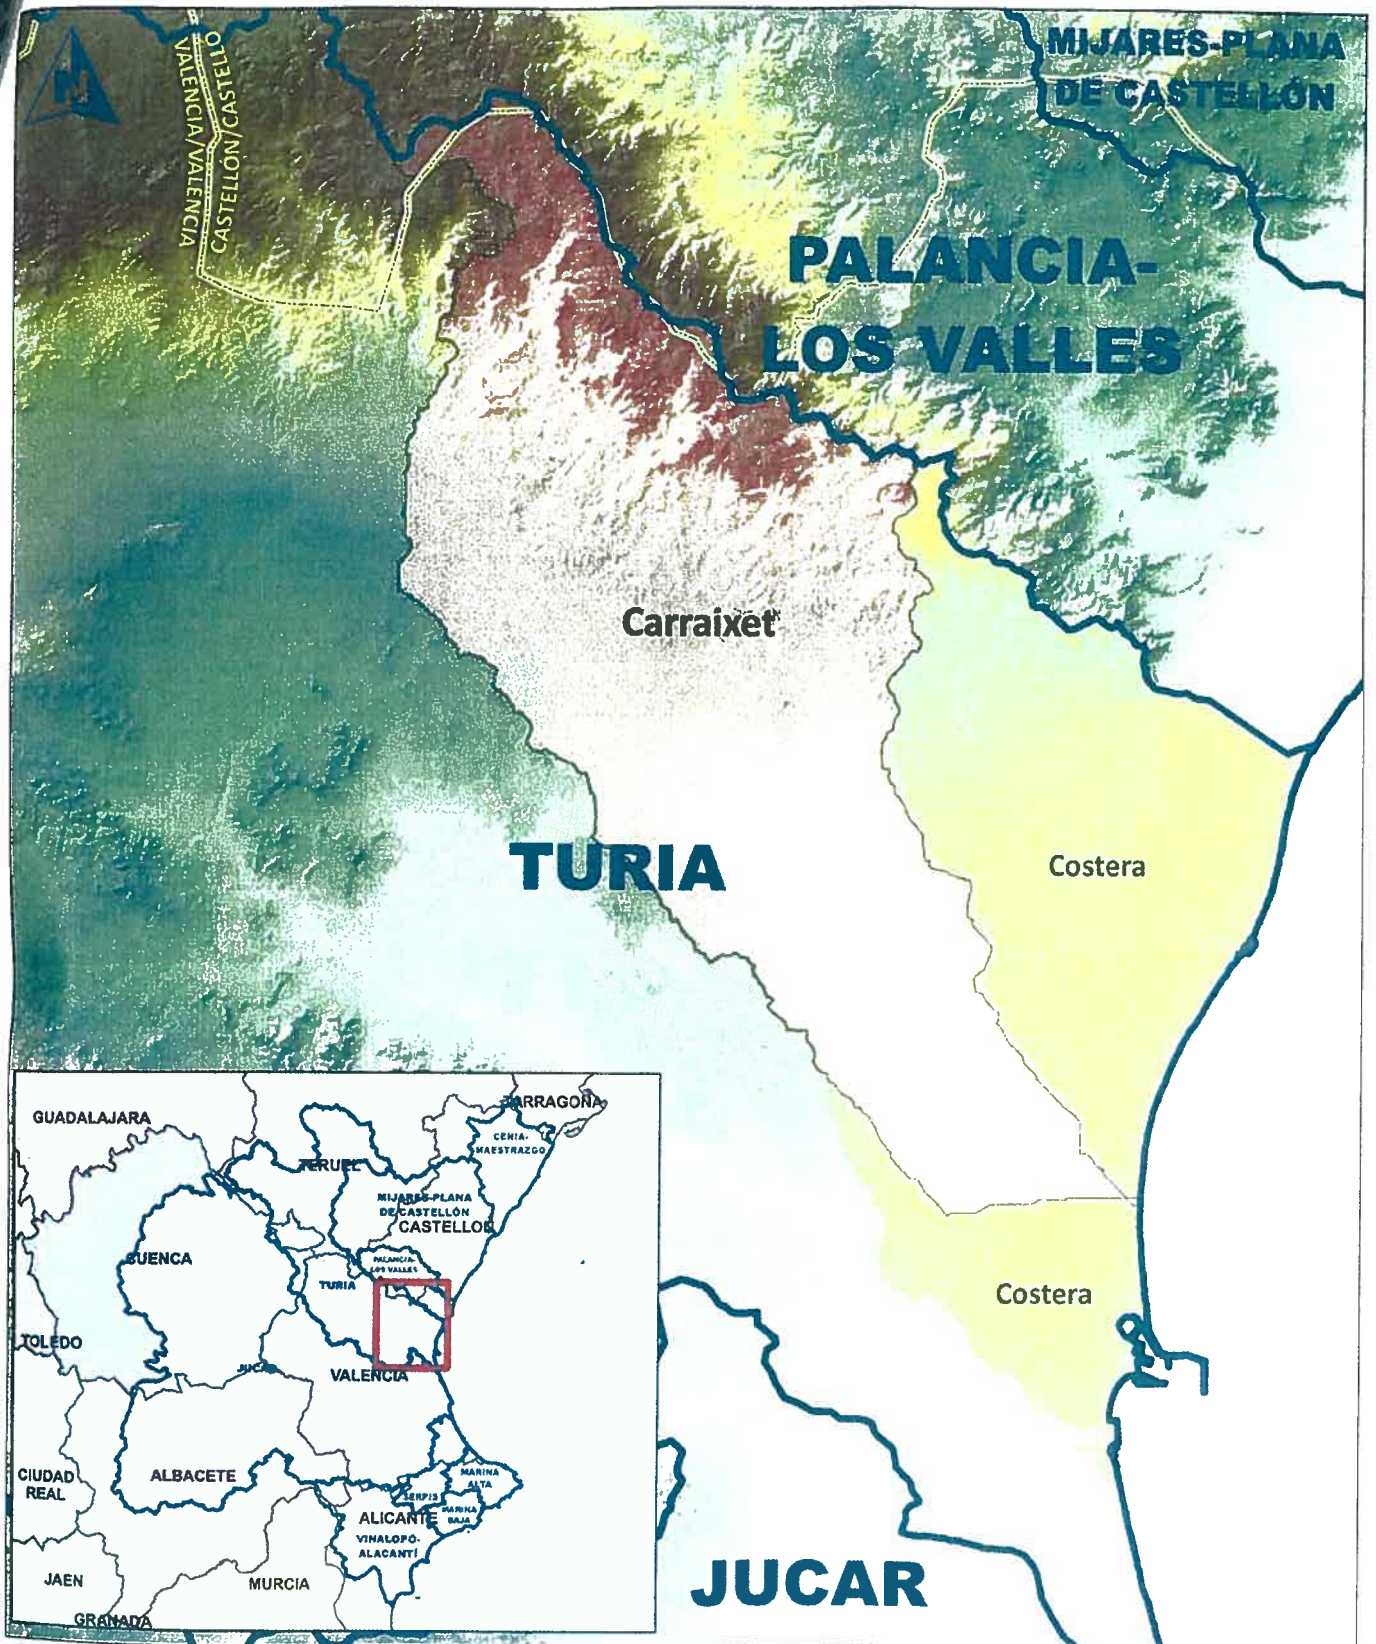 N
VALENCIA/VALENCIA
CASTELLÓN/CASTELLÓ
MIJARES-PLANA
DE CASTELLÓN
PALANCIA-
LOS VALLES
Carraixet
TURIA
Costera
Costera
JUCAR
GUADALAJARA
TARRAGONA
CENIA-
MAESTRAZGO
TERUEL
MIJARES-PLANA
DE CASTELLÓN
CASTELLON
CUENCA
PALANCIA-
LOS VALLES
TURIA
TOLEDO
JUCAR
VALENCIA
CIUDAD
REAL
ALBACETE
MARINA
ALTA
SERPIS
MARINA
BAJA
ALICANTE
VINALOPÓ-
ALACANTÍ
JAEN
MURCIA
GRANADA